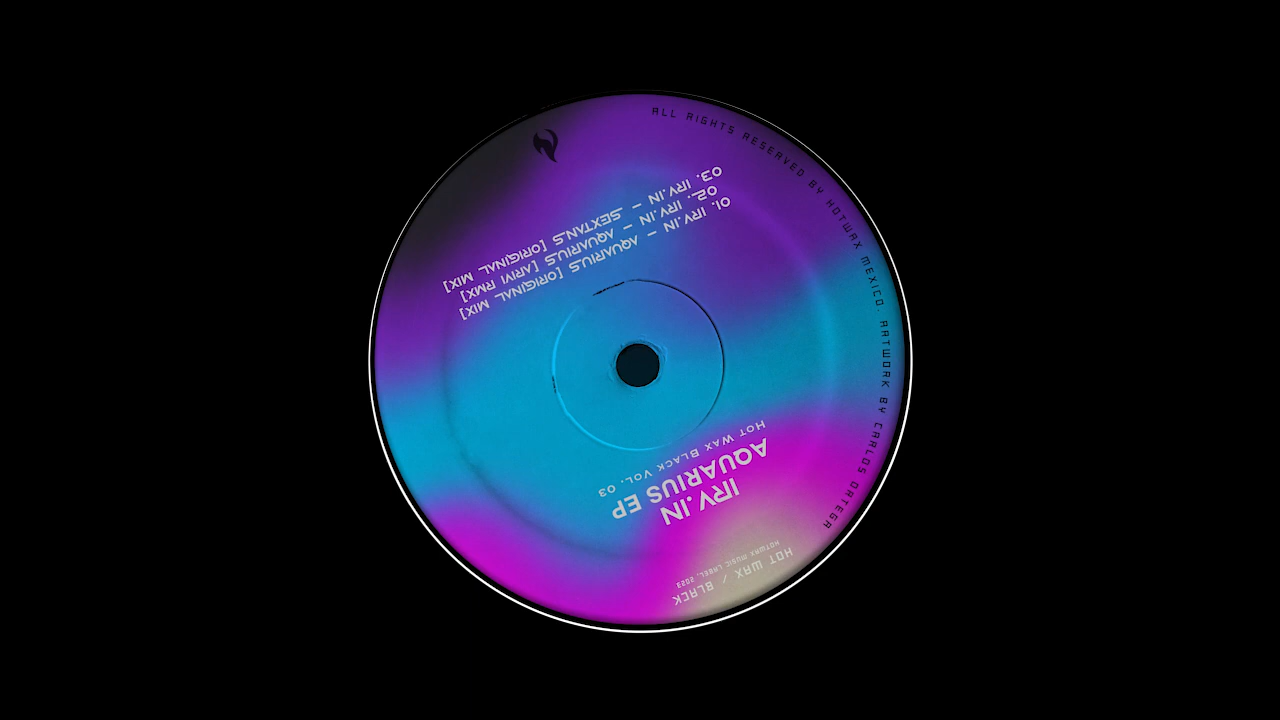 HOT WAX / BLACK
HOTWAX MUSIC LABEL, 2023
IRV.IN
AQUARIUS EP
HOT WAX BLACK VOL. 03
01. IRV.IN – AQUARIUS [ORIGINAL MIX]
02. IRV.IN – AQUARIUS [ARIVI RMX]
03. IRV.IN – SEXTANS [ORIGINAL MIX]
ALL RIGHTS RESERVED BY HOTWAX MEXICO. ARTWORK BY CARLOS ORTEGA